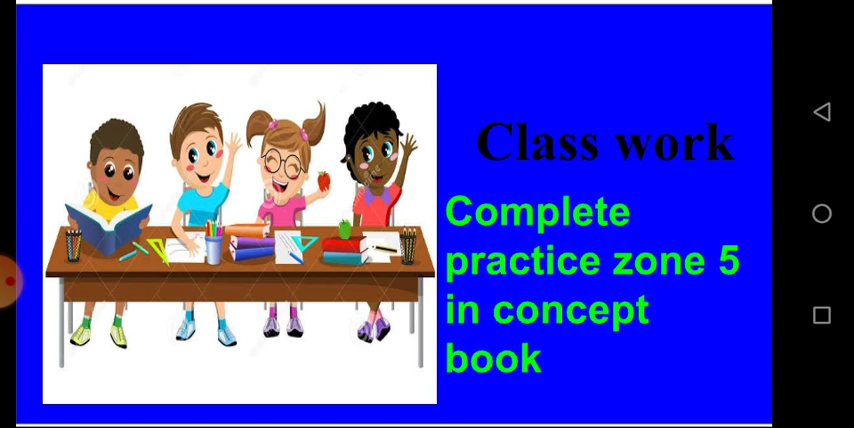 Class work
Complete
practice zone 5
in concept
book